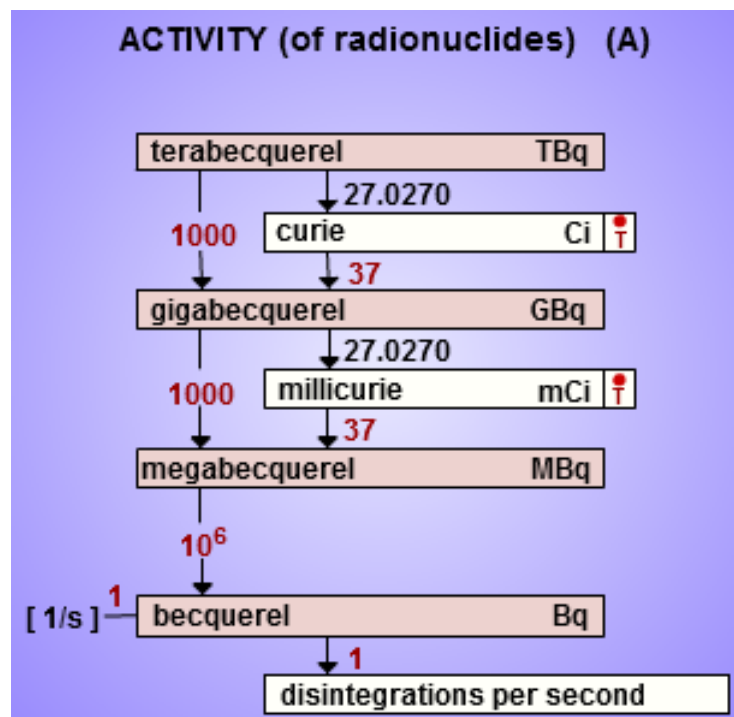 ACTIVITY (of radionuclides) (A)
terabecquerel TBq
27.0270
1000
curie Ci T
37
gigabecquerel GBq
27.0270
1000
millicurie mCi T
37
megabecquerel MBq
10⁶
1
[ 1/s ]
becquerel Bq
1
disintegrations per second